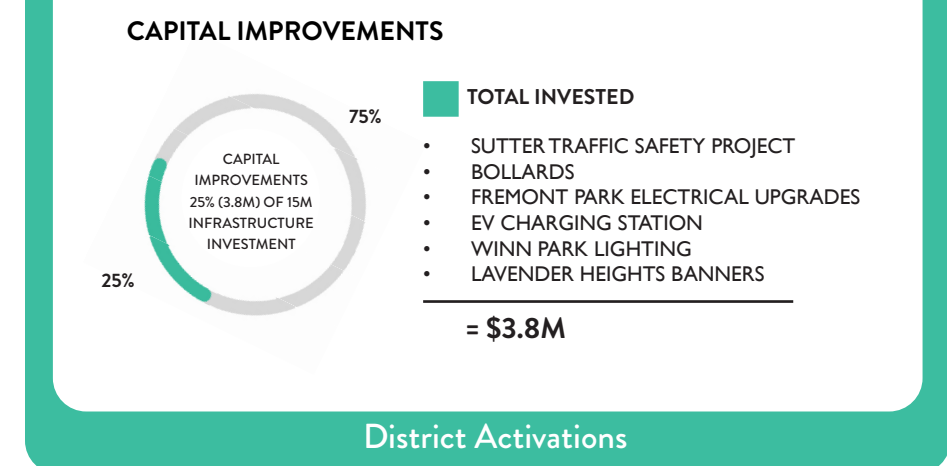 CAPITAL IMPROVEMENTS
75%
CAPITAL
IMPROVEMENTS
25% (3.8M) OF 15M
INFRASTRUCTURE
INVESTMENT
25%
TOTAL INVESTED
• SUTTER TRAFFIC SAFETY PROJECT
• BOLLARDS
• FREMONT PARK ELECTRICAL UPGRADES
• EV CHARGING STATION
• WINN PARK LIGHTING
• LAVENDER HEIGHTS BANNERS
= $3.8M
District Activations